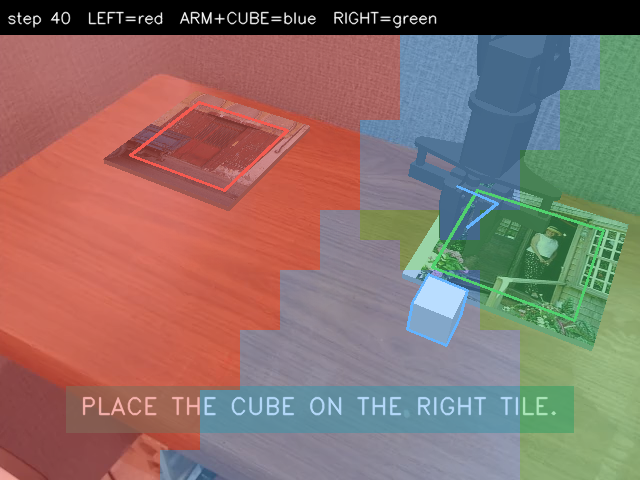 step 40 LEFT=red ARM+CUBE=blue RIGHT=green
PLACE THE CUBE ON THE RIGHT TILE.